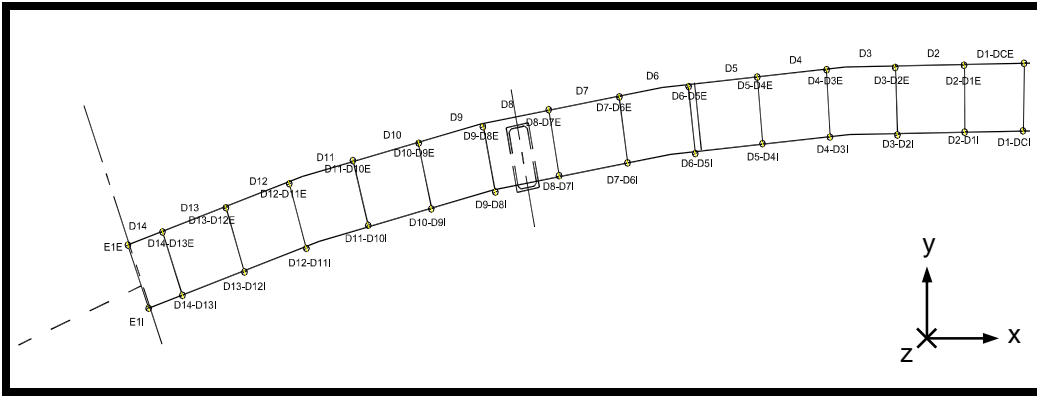 D14
D13
D12
D11
D10
D9
D8
D7
D6
D5
D4
D3
D2
D1-DCE
E1E
D14-D13E
D13-D12E
D12-D11E
D11-D10E
D10-D9E
D9-D8E
D8-D7E
D7-D6E
D6-D5E
D5-D4E
D4-D3E
D3-D2E
D2-D1E
E1I
D14-D13I
D13-D12I
D12-D11I
D11-D10I
D10-D9I
D9-D8I
D8-D7I
D7-D6I
D6-D5I
D5-D4I
D4-D3I
D3-D2I
D2-D1I
D1-DCI
y
x
z